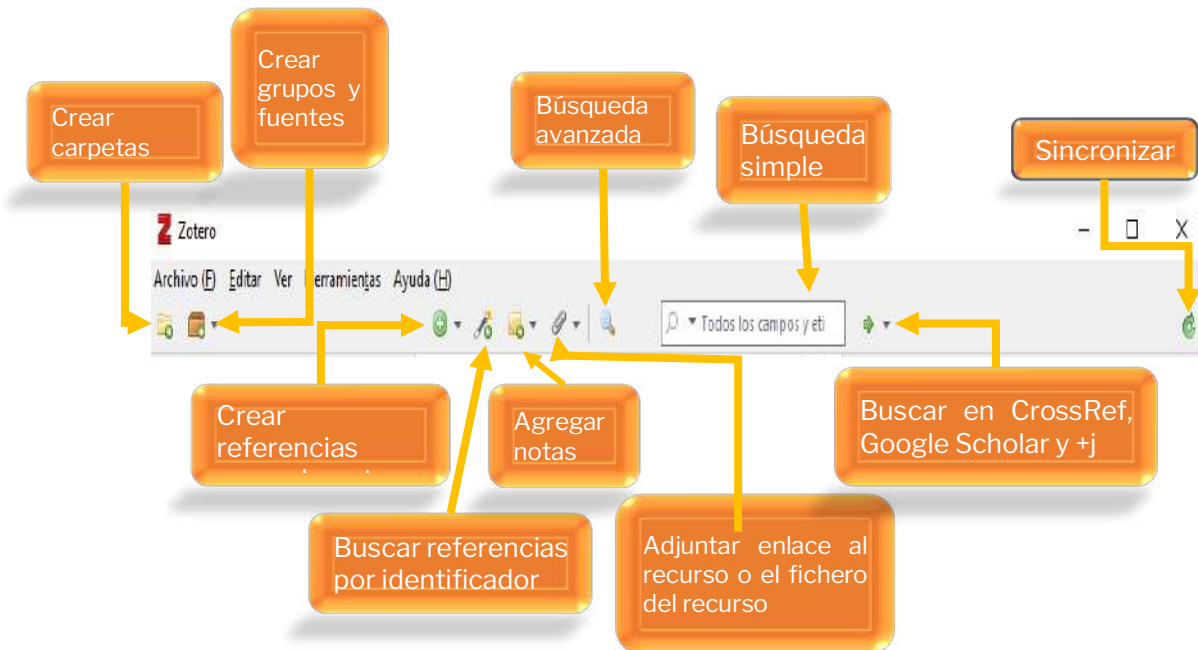 Crear
grupos y
fuentes
Crear
carpetas
Búsqueda
avanzada
Búsqueda
simple
Sincronizar
Zotero
Archivo (F) Editar Ver Herramientas Ayuda (H)
Todos los campos y eti
Crear
referencias
Agregar
notas
Buscar en CrossRef,
Google Scholar y +j
Buscar referencias
por identificador
Adjuntar enlace al
recurso o el fichero
del recurso